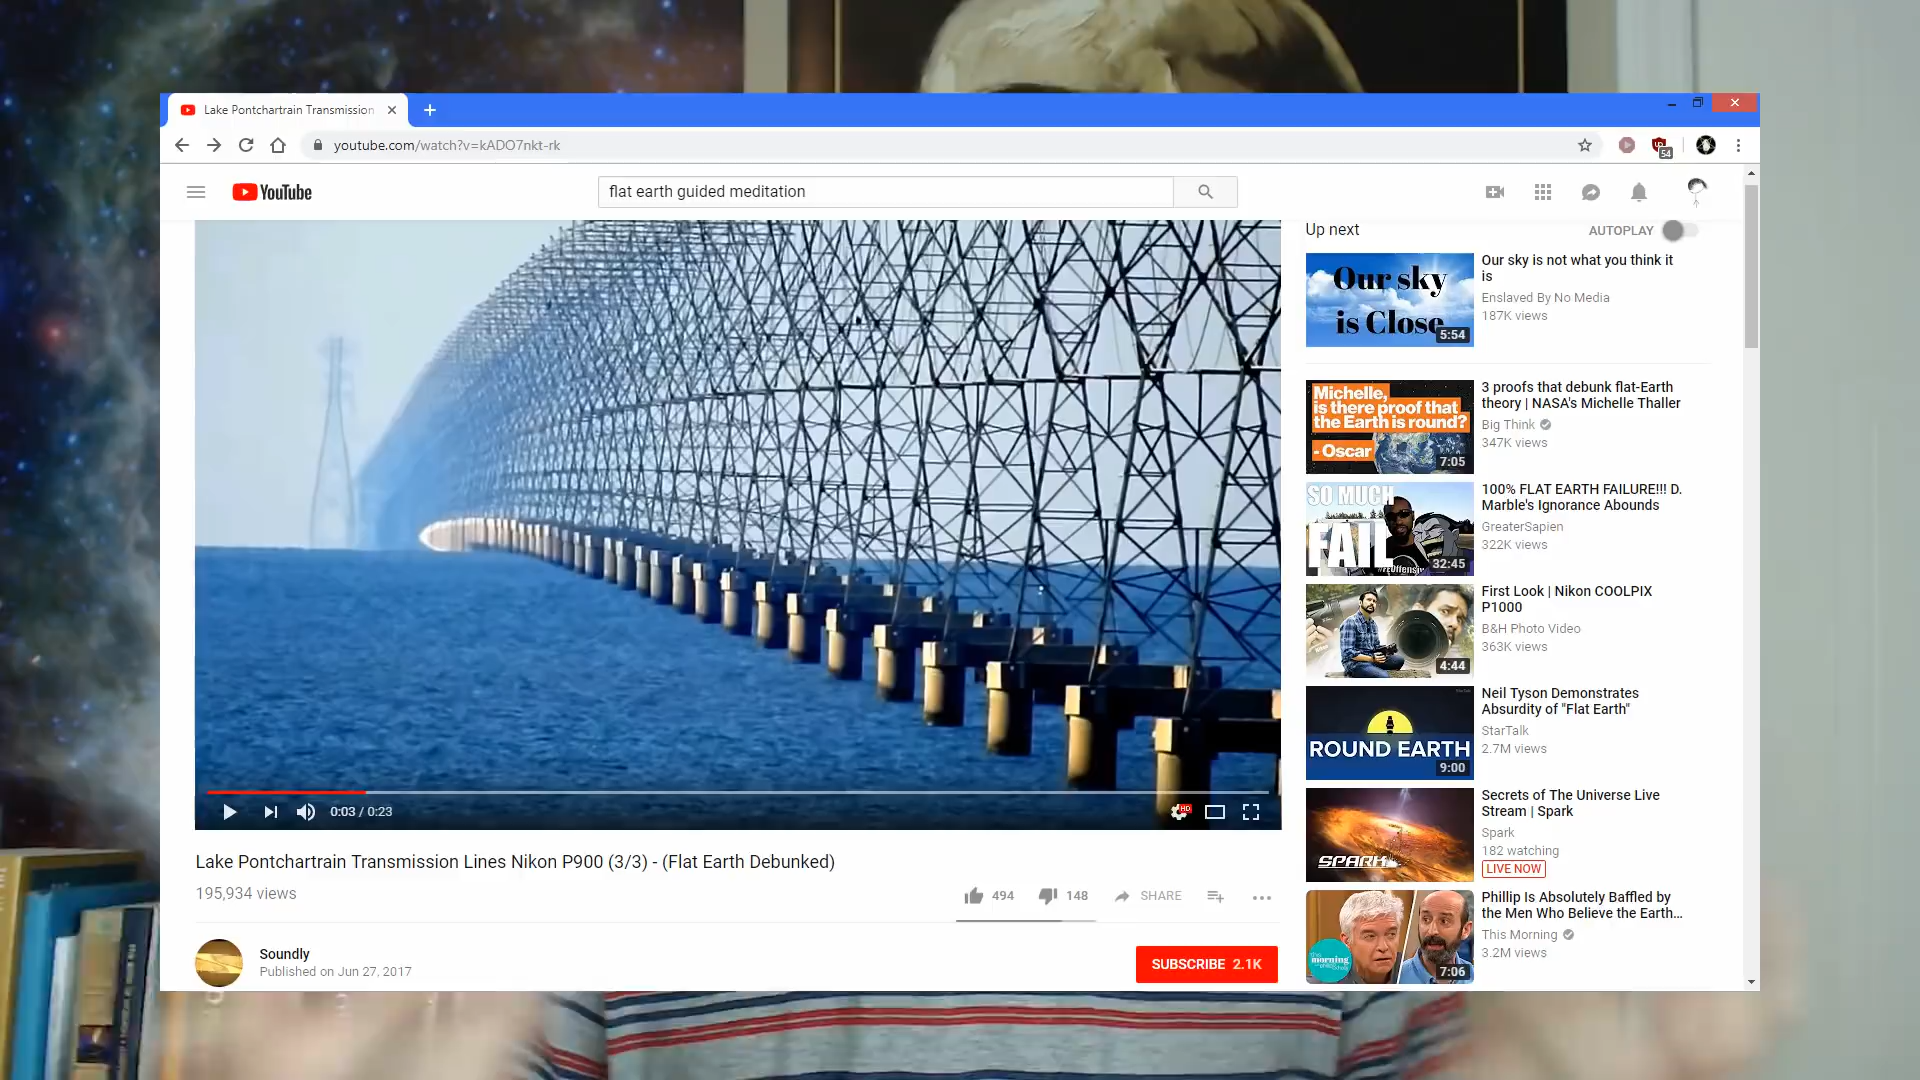 Lake Pontchartrain Transmission
youtube.com/watch?v=kADO7nkt-rk
54
YouTube
flat earth guided meditation
Up next
AUTOPLAY
Our sky
is Close
5:54
Our sky is not what you think it
is
Enslaved By No Media
187K views
Michelle,
is there proof that
the Earth is round?
- Oscar
7:05
3 proofs that debunk flat-Earth
theory | NASA's Michelle Thaller
Big Think
347K views
SO MUCH
FAIL
32:45
100% FLAT EARTH FAILURE!!! D.
Marble's Ignorance Abounds
GreaterSapien
322K views
4:44
First Look | Nikon COOLPIX
P1000
B&H Photo Video
363K views
ROUND EARTH
9:00
Neil Tyson Demonstrates
Absurdity of "Flat Earth"
StarTalk
2.7M views
SPARK
Secrets of The Universe Live
Stream | Spark
Spark
182 watching
LIVE NOW
morning
7:06
Phillip Is Absolutely Baffled by
the Men Who Believe the Earth...
This Morning
3.2M views
0:03 / 0:23
HD
Lake Pontchartrain Transmission Lines Nikon P900 (3/3) - (Flat Earth Debunked)
195,934 views
494
148
SHARE
Soundly
Published on Jun 27, 2017
SUBSCRIBE 2.1K